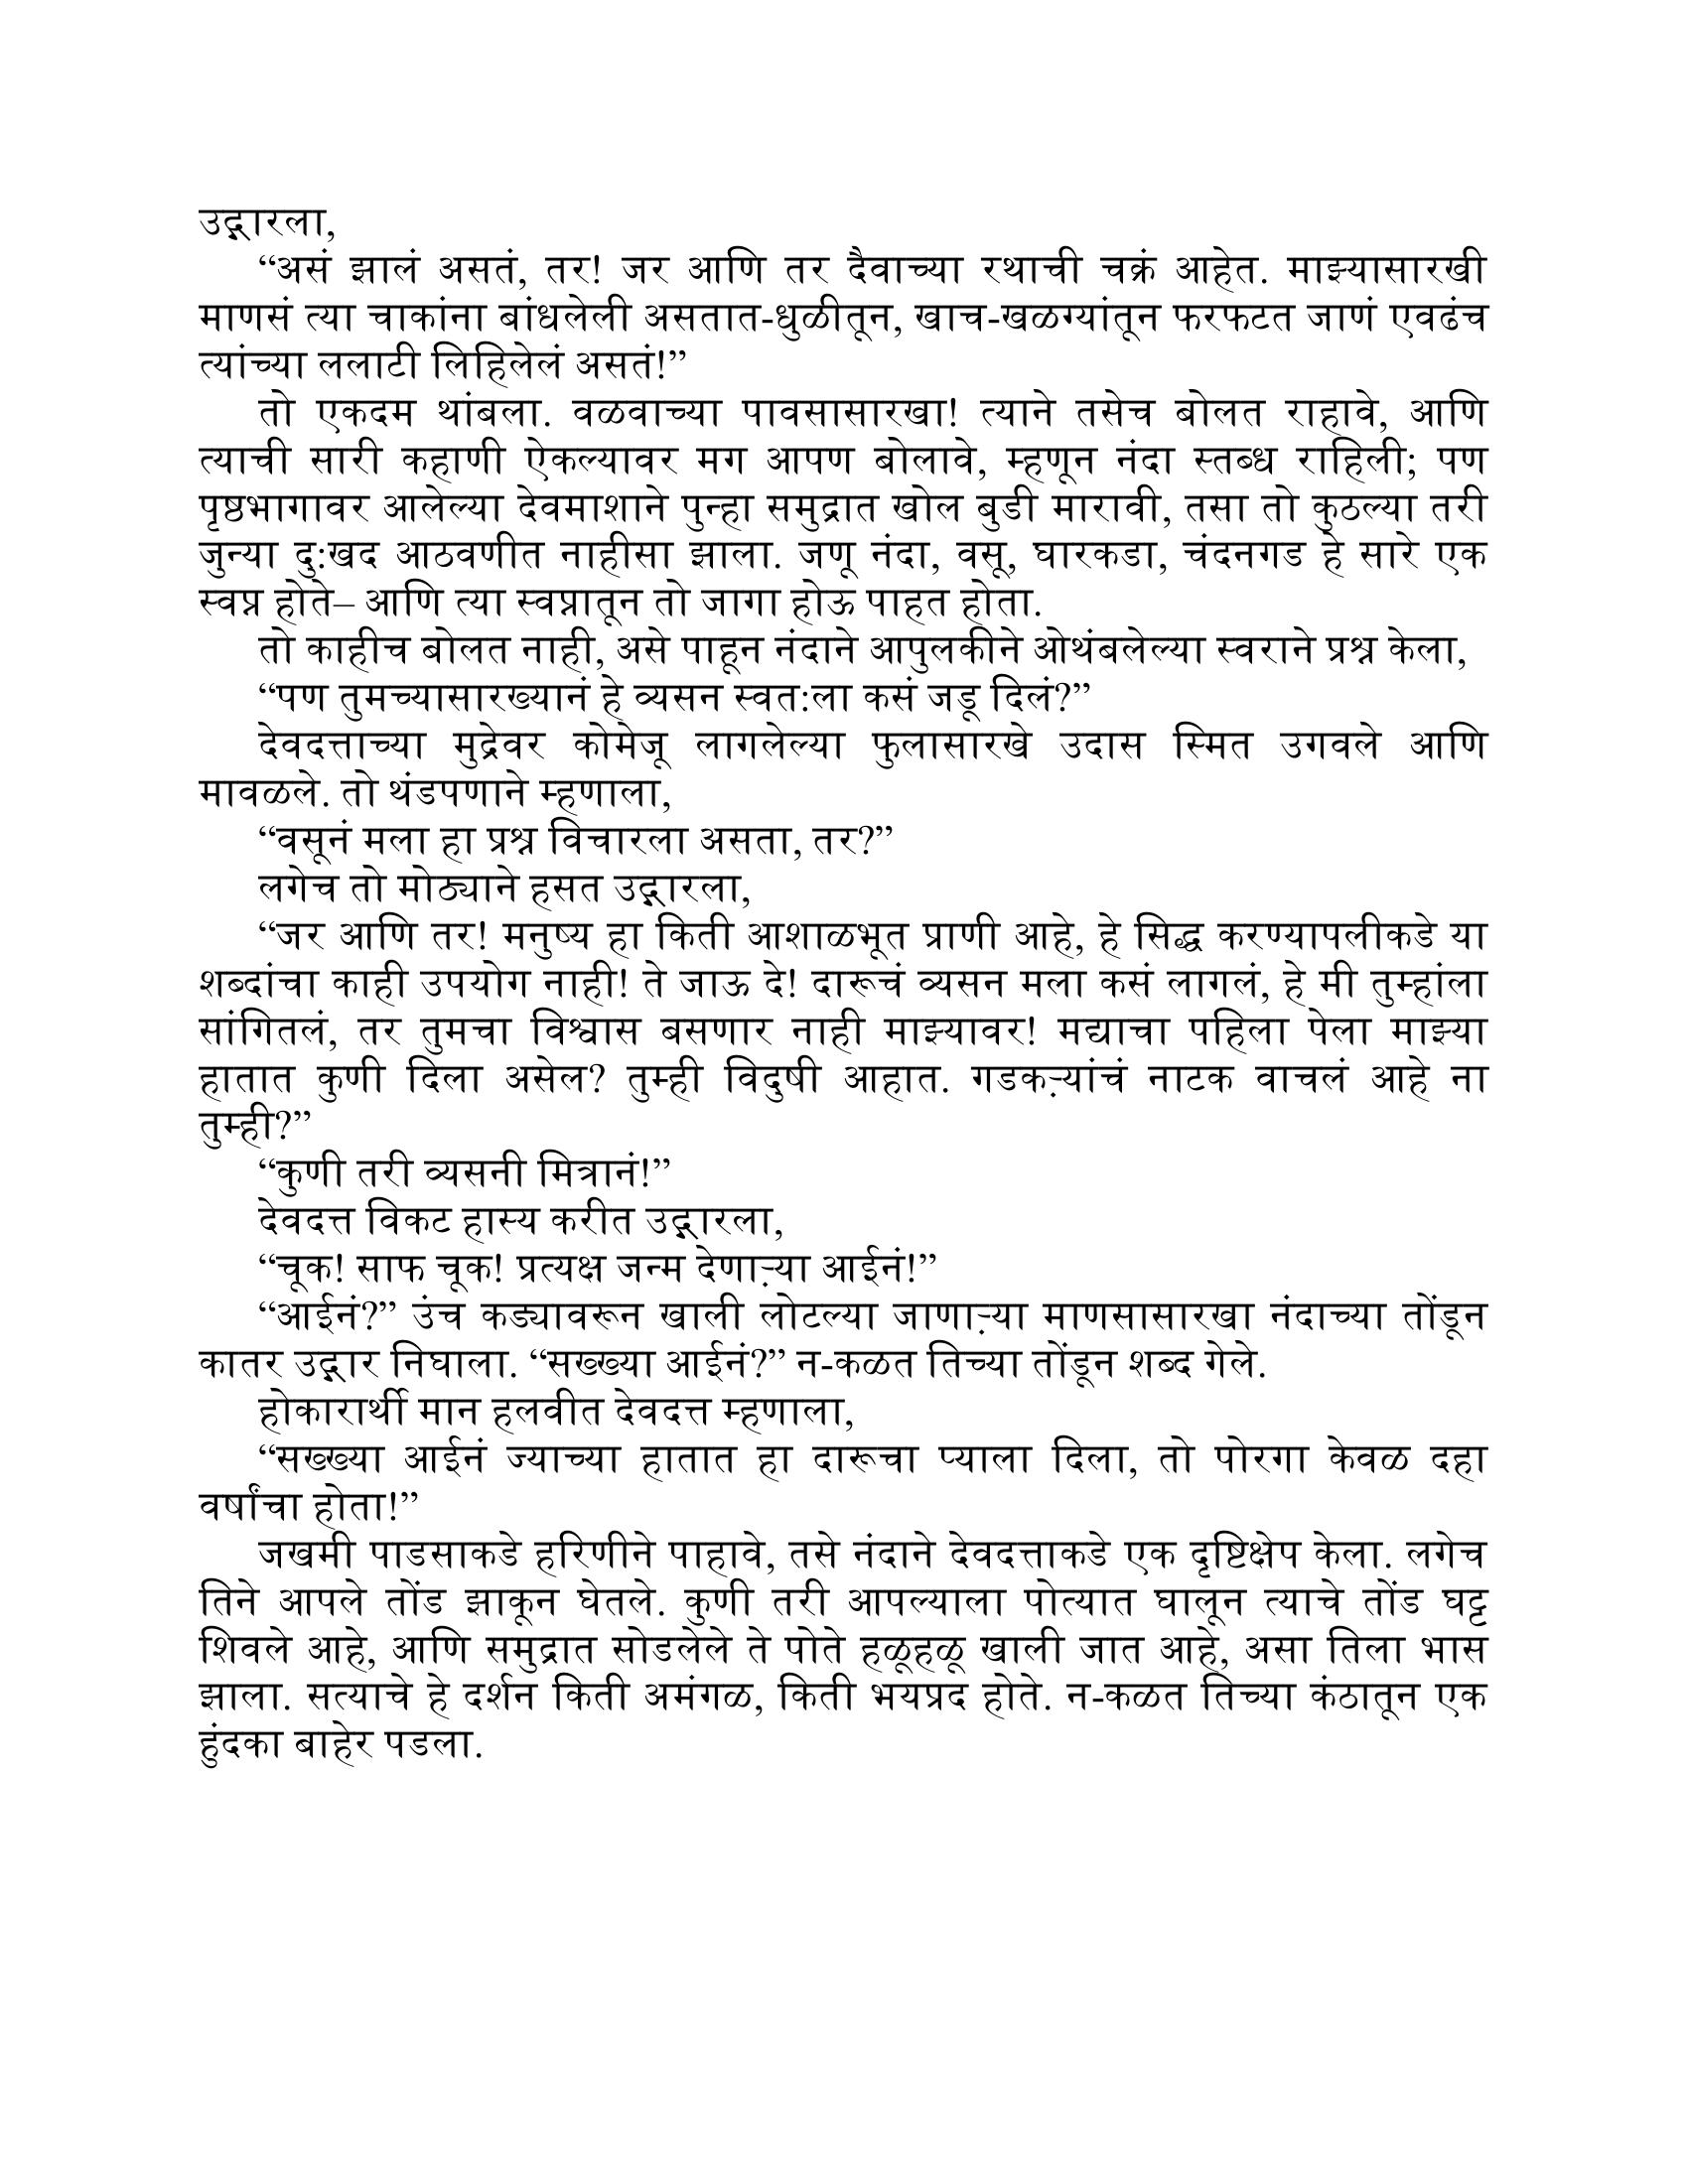 उद्गारला,
“असं झालं असतं, तर! जर आणि तर दैवाच्या रथाची चक्रं आहेत. माझ्यासारखी
माणसं त्या चाकांना बांधलेली असतात-धुळीतून, खाच-खळग्यांतून फरफटत जाणं एवढंच
त्यांच्या ललाटी लिहिलेलं असतं!”
तो एकदम थांबला. वळवाच्या पावसासारखा! त्याने तसेच बोलत राहावे, आणि
त्याची सारी कहाणी ऐकल्यावर मग आपण बोलावे, म्हणून नंदा स्तब्ध राहिली; पण
पृष्ठभागावर आलेल्या देवमाशाने पुन्हा समुद्रात खोल बुडी मारावी, तसा तो कुठल्या तरी
जुन्या दु:खद आठवणीत नाहीसा झाला. जणू नंदा, वसू, घारकडा, चंदनगड हे सारे एक
स्वप्न होते– आणि त्या स्वप्नातून तो जागा होऊ पाहत होता.
तो काहीच बोलत नाही, असे पाहून नंदाने आपुलकीने ओथंबलेल्या स्वराने प्रश्न केला,
“पण तुमच्यासारख्यानं हे व्यसन स्वत:ला कसं जडू दिलं?”
देवदत्ताच्या मुद्रेवर कोमेजू लागलेल्या फुलासारखे उदास स्मित उगवले आणि
मावळले. तो थंडपणाने म्हणाला,
“वसूनं मला हा प्रश्न विचारला असता, तर?”
लगेच तो मोठ्याने हसत उद्गारला,
“जर आणि तर! मनुष्य हा किती आशाळभूत प्राणी आहे, हे सिद्ध करण्यापलीकडे या
शब्दांचा काही उपयोग नाही! ते जाऊ दे! दारूचं व्यसन मला कसं लागलं, हे मी तुम्हांला
सांगितलं, तर तुमचा विश्वास बसणार नाही माझ्यावर! मद्याचा पहिला पेला माझ्या
हातात कुणी दिला असेल? तुम्ही विदुषी आहात. गडकऱ्यांचं नाटक वाचलं आहे ना
तुम्ही?”
“कुणी तरी व्यसनी मित्रानं!”
देवदत्त विकट हास्य करीत उद्गारला,
“चूक! साफ चूक! प्रत्यक्ष जन्म देणाऱ्या आईनं!”
“आईनं?” उंच कड्यावरून खाली लोटल्या जाणाऱ्या माणसासारखा नंदाच्या तोंडून
कातर उद्गार निघाला. “सख्ख्या आईनं?” न-कळत तिच्या तोंडून शब्द गेले.
होकारार्थी मान हलवीत देवदत्त म्हणाला,
“सख्ख्या आईनं ज्याच्या हातात हा दारूचा प्याला दिला, तो पोरगा केवळ दहा
वर्षांचा होता!”
जखमी पाडसाकडे हरिणीने पाहावे, तसे नंदाने देवदत्ताकडे एक दृष्टिक्षेप केला. लगेच
तिने आपले तोंड झाकून घेतले. कुणी तरी आपल्याला पोत्यात घालून त्याचे तोंड घट्ट
शिवले आहे, आणि समुद्रात सोडलेले ते पोते हळूहळू खाली जात आहे, असा तिला भास
झाला. सत्याचे हे दर्शन किती अमंगळ, किती भयप्रद होते. न-कळत तिच्या कंठातून एक
हुंदका बाहेर पडला.